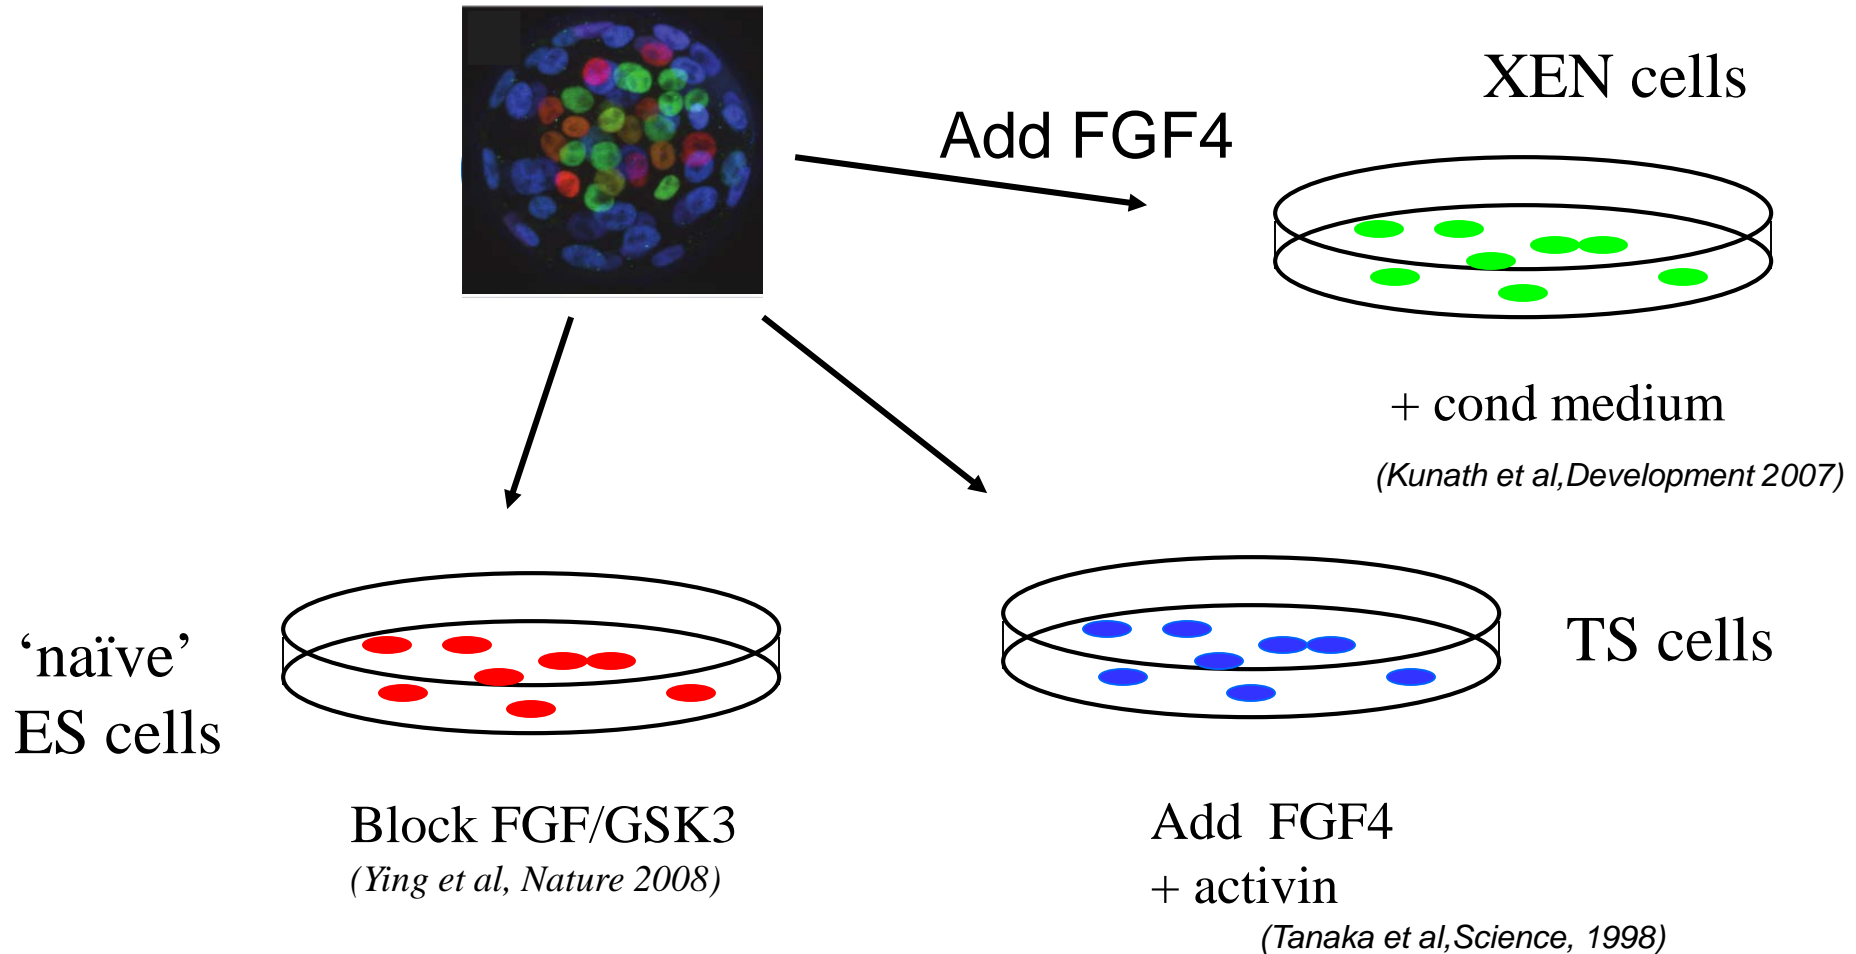 Add FGF4
XEN cells
+ cond medium
(Kunath et al,Development 2007)
‘naïve’
ES cells
Block FGF/GSK3
(Ying et al, Nature 2008)
TS cells
Add FGF4
+ activin
(Tanaka et al,Science, 1998)